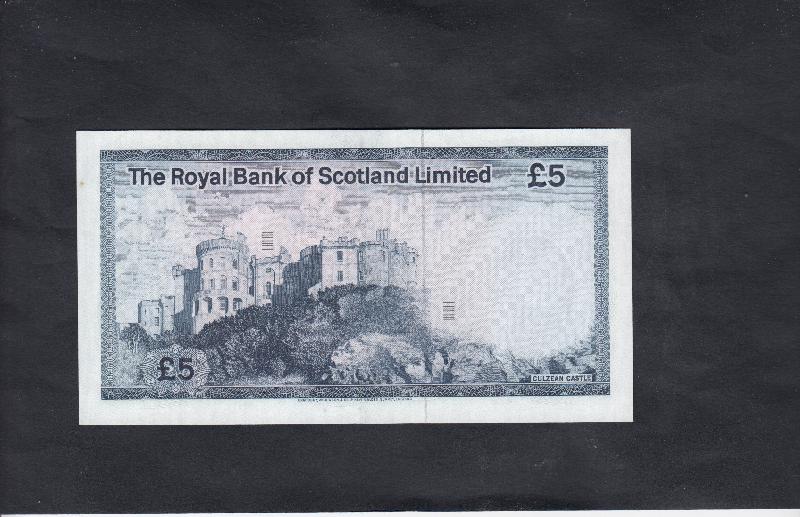 The Royal Bank of Scotland Limited £5
£5
CULZEAN CASTLE